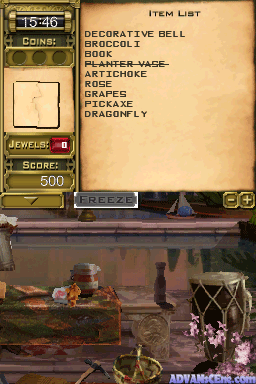 15:46
Item List
Coins:
DECORATIVE BELL
BROCCOLI
BOOK
PLANTER VASE
ARTICHOKE
ROSE
GRAPES
PICKAXE
DRAGONFLY
Jewels: 0
Score:
500
FREEZE
ADVANsCEne.com